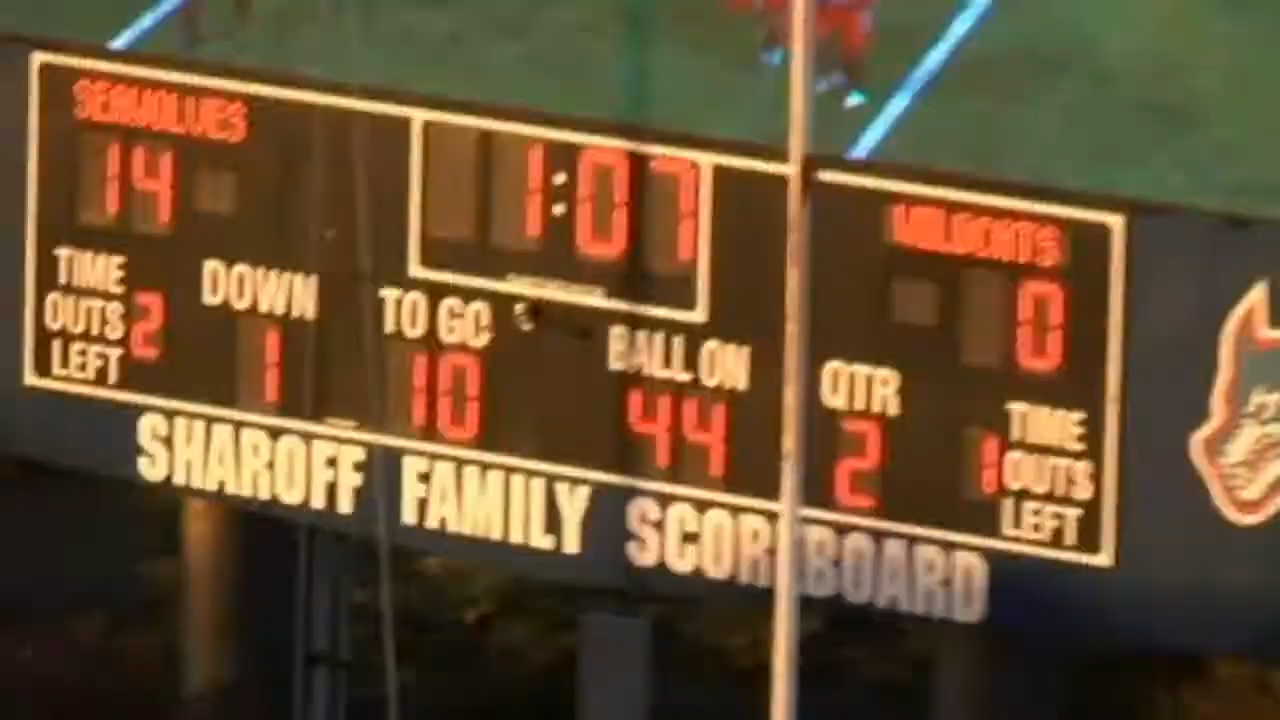 SEAWOLVES
14
1:07
WILDCATS
0
TIME OUTS LEFT 2
DOWN 1
TO GO 10
BALL ON 44
QTR 2
1 TIME OUTS LEFT
SHAROFF FAMILY SCOREBOARD